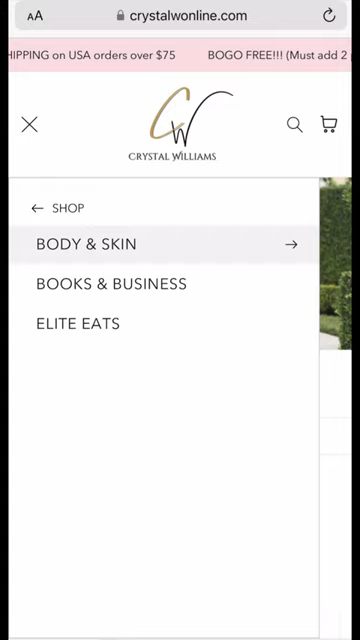 AA crystalwonline.com
HIPPING on USA orders over $75 BOGO FREE!!! (Must add 2
CW
CRYSTAL WILLIAMS
SHOP
BODY & SKIN
BOOKS & BUSINESS
ELITE EATS